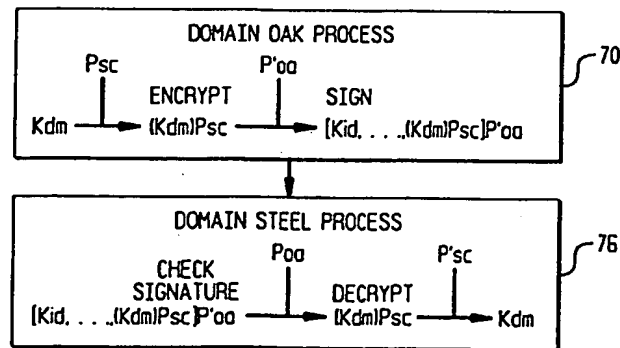 DOMAIN OAK PROCESS
70
Psc P'oa
ENCRYPT SIGN
Kdm (Kdm)Psc [Kid. . . .,(Kdm)Psc]P'oa
DOMAIN STEEL PROCESS
76
Poa P'sc
CHECK
SIGNATURE DECRYPT
[Kid. . . .,(Kdm)Psc]P'oa (Kdm)Psc Kdm